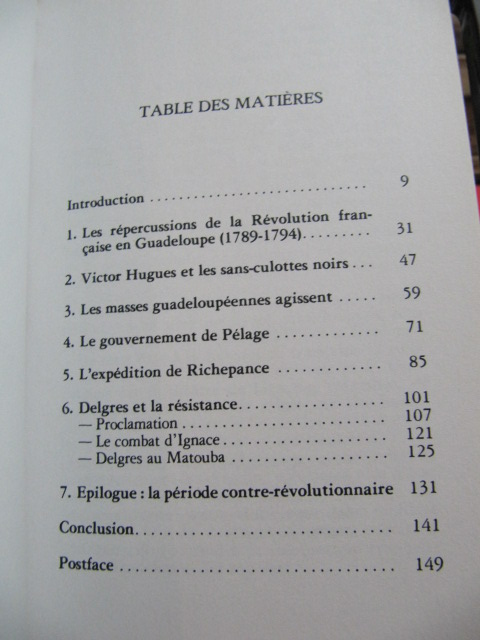 TABLE DES MATIÈRES
Introduction ............................ 9
1. Les répercussions de la Révolution fran-
çaise en Guadeloupe (1789-1794)......... 31
2. Victor Hugues et les sans-culottes noirs ... 47
3. Les masses guadeloupéennes agissent ..... 59
4. Le gouvernement de Pélage ............. 71
5. L'expédition de Richepance ............ 85
6. Delgres et la résistance................. 101
— Proclamation ........................ 107
— Le combat d'Ignace................... 121
— Delgres au Matouba .................. 125
7. Epilogue : la période contre-révolutionnaire 131
Conclusion............................... 141
Postface ................................. 149